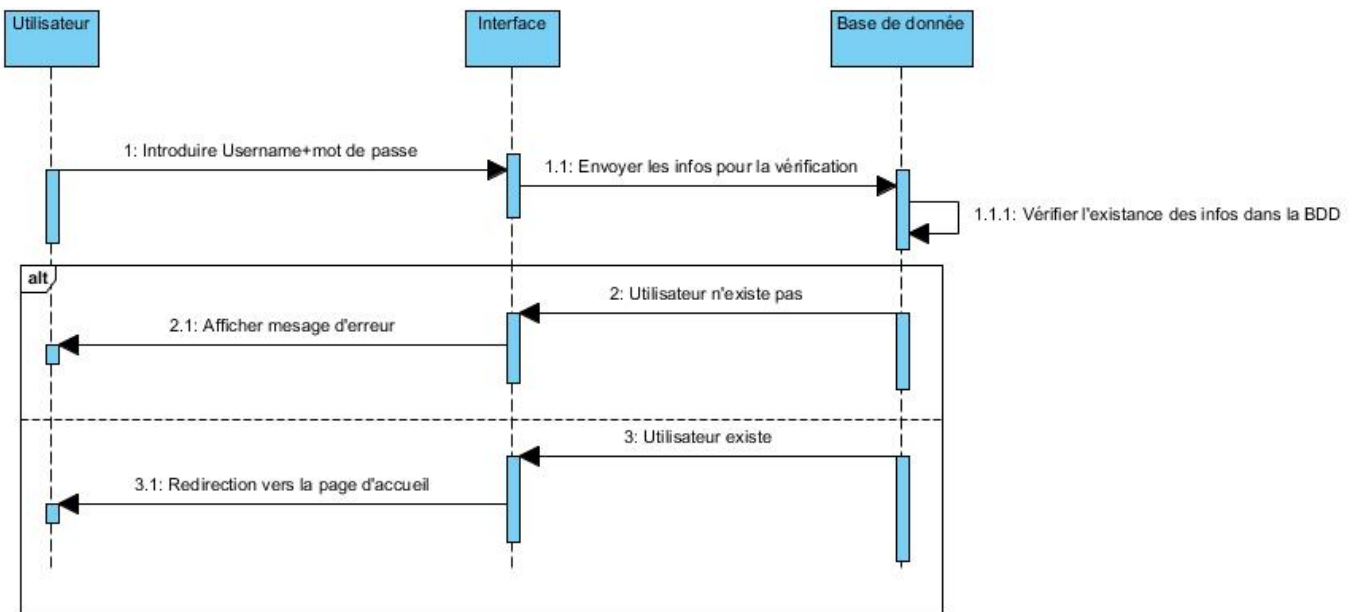 Utilisateur
Interface
Base de donnée
1: Introduire Username+mot de passe
1.1: Envoyer les infos pour la vérification
1.1.1: Vérifier l'existance des infos dans la BDD
alt
2: Utilisateur n'existe pas
2.1: Afficher mesage d'erreur
3: Utilisateur existe
3.1: Redirection vers la page d'accueil